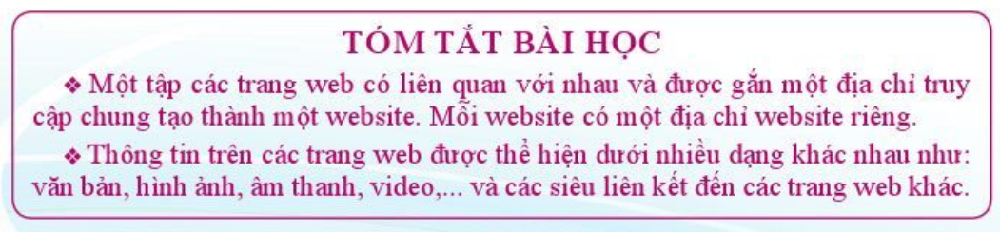 TÓM TẮT BÀI HỌC
❖ Một tập các trang web có liên quan với nhau và được gắn một địa chỉ truy
cập chung tạo thành một website. Mỗi website có một địa chỉ website riêng.
❖ Thông tin trên các trang web được thể hiện dưới nhiều dạng khác nhau như:
văn bản, hình ảnh, âm thanh, video,... và các siêu liên kết đến các trang web khác.